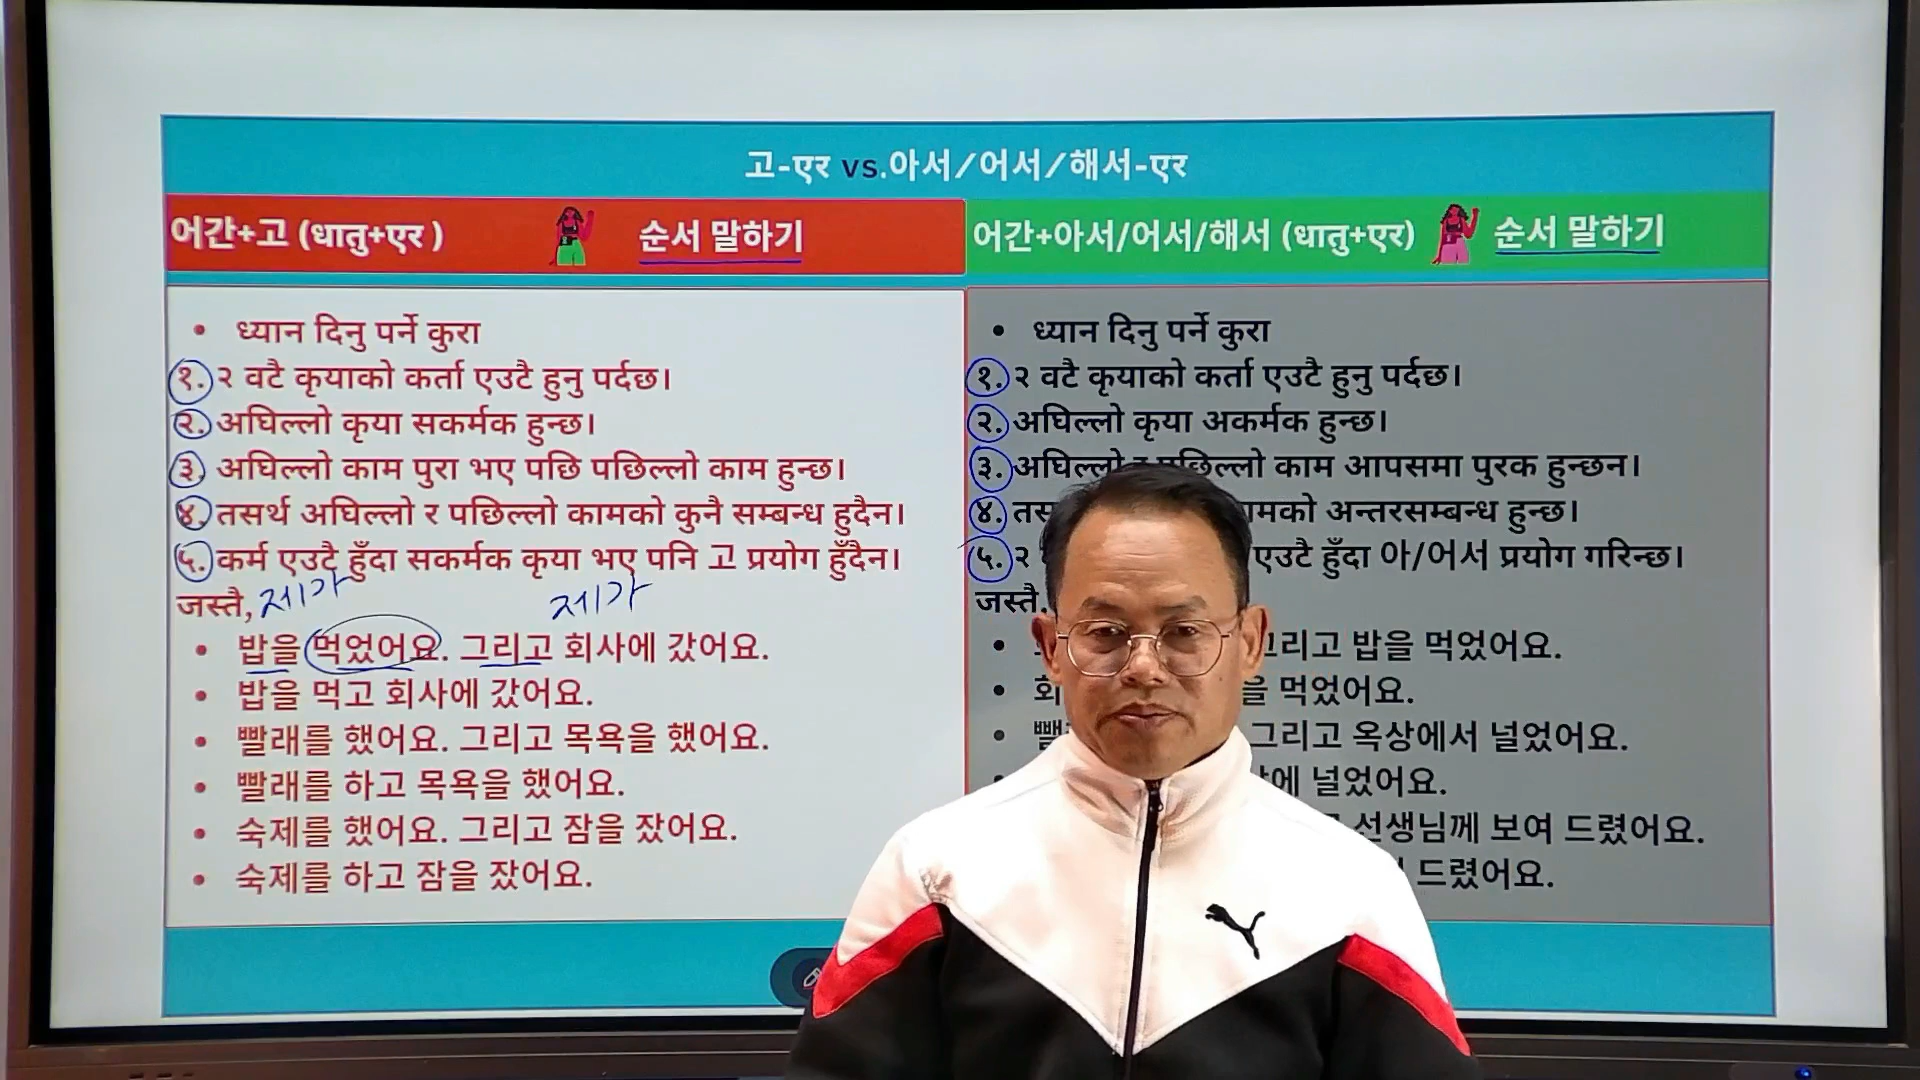 고-एर vs.아서/어서/해서-एर
어간+고 (धातु+एर )
순서 말하기
• ध्यान दिनु पर्ने कुरा
१. २ वटै कृयाको कर्ता एउटै हुनु पर्दछ।
२. अघिल्लो कृया सकर्मक हुन्छ।
३. अघिल्लो काम पुरा भए पछि पछिल्लो काम हुन्छ।
४. तसर्थ अघिल्लो र पछिल्लो कामको कुनै सम्बन्ध हुदैन।
५. कर्म एउटै हुँदा सकर्मक कृया भए पनि 고 प्रयोग हुँदैन।
जस्तै, 제가 제가
• 밥을 먹었어요. 그리고 회사에 갔어요.
• 밥을 먹고 회사에 갔어요.
• 빨래를 했어요. 그리고 목욕을 했어요.
• 빨래를 하고 목욕을 했어요.
• 숙제를 했어요. 그리고 잠을 잤어요.
• 숙제를 하고 잠을 잤어요.
어간+아서/어서/해서 (धातु+एर)
순서 말하기
• ध्यान दिनु पर्ने कुरा
१. २ वटै कृयाको कर्ता एउटै हुनु पर्दछ।
२. अघिल्लो कृया अकर्मक हुन्छ।
३. अघिल्लो काम आपसमा पुरक हुन्छन।
४. अन्तरसम्बन्ध हुन्छ।
५. २ एउटै हुँदा 아/어서 प्रयोग गरिन्छ।
जस्तै,
밥을 먹었어요.
먹었어요.
그리고 옥상에서 널었어요.
널었어요.
선생님께 보여 드렸어요.
드렸어요.